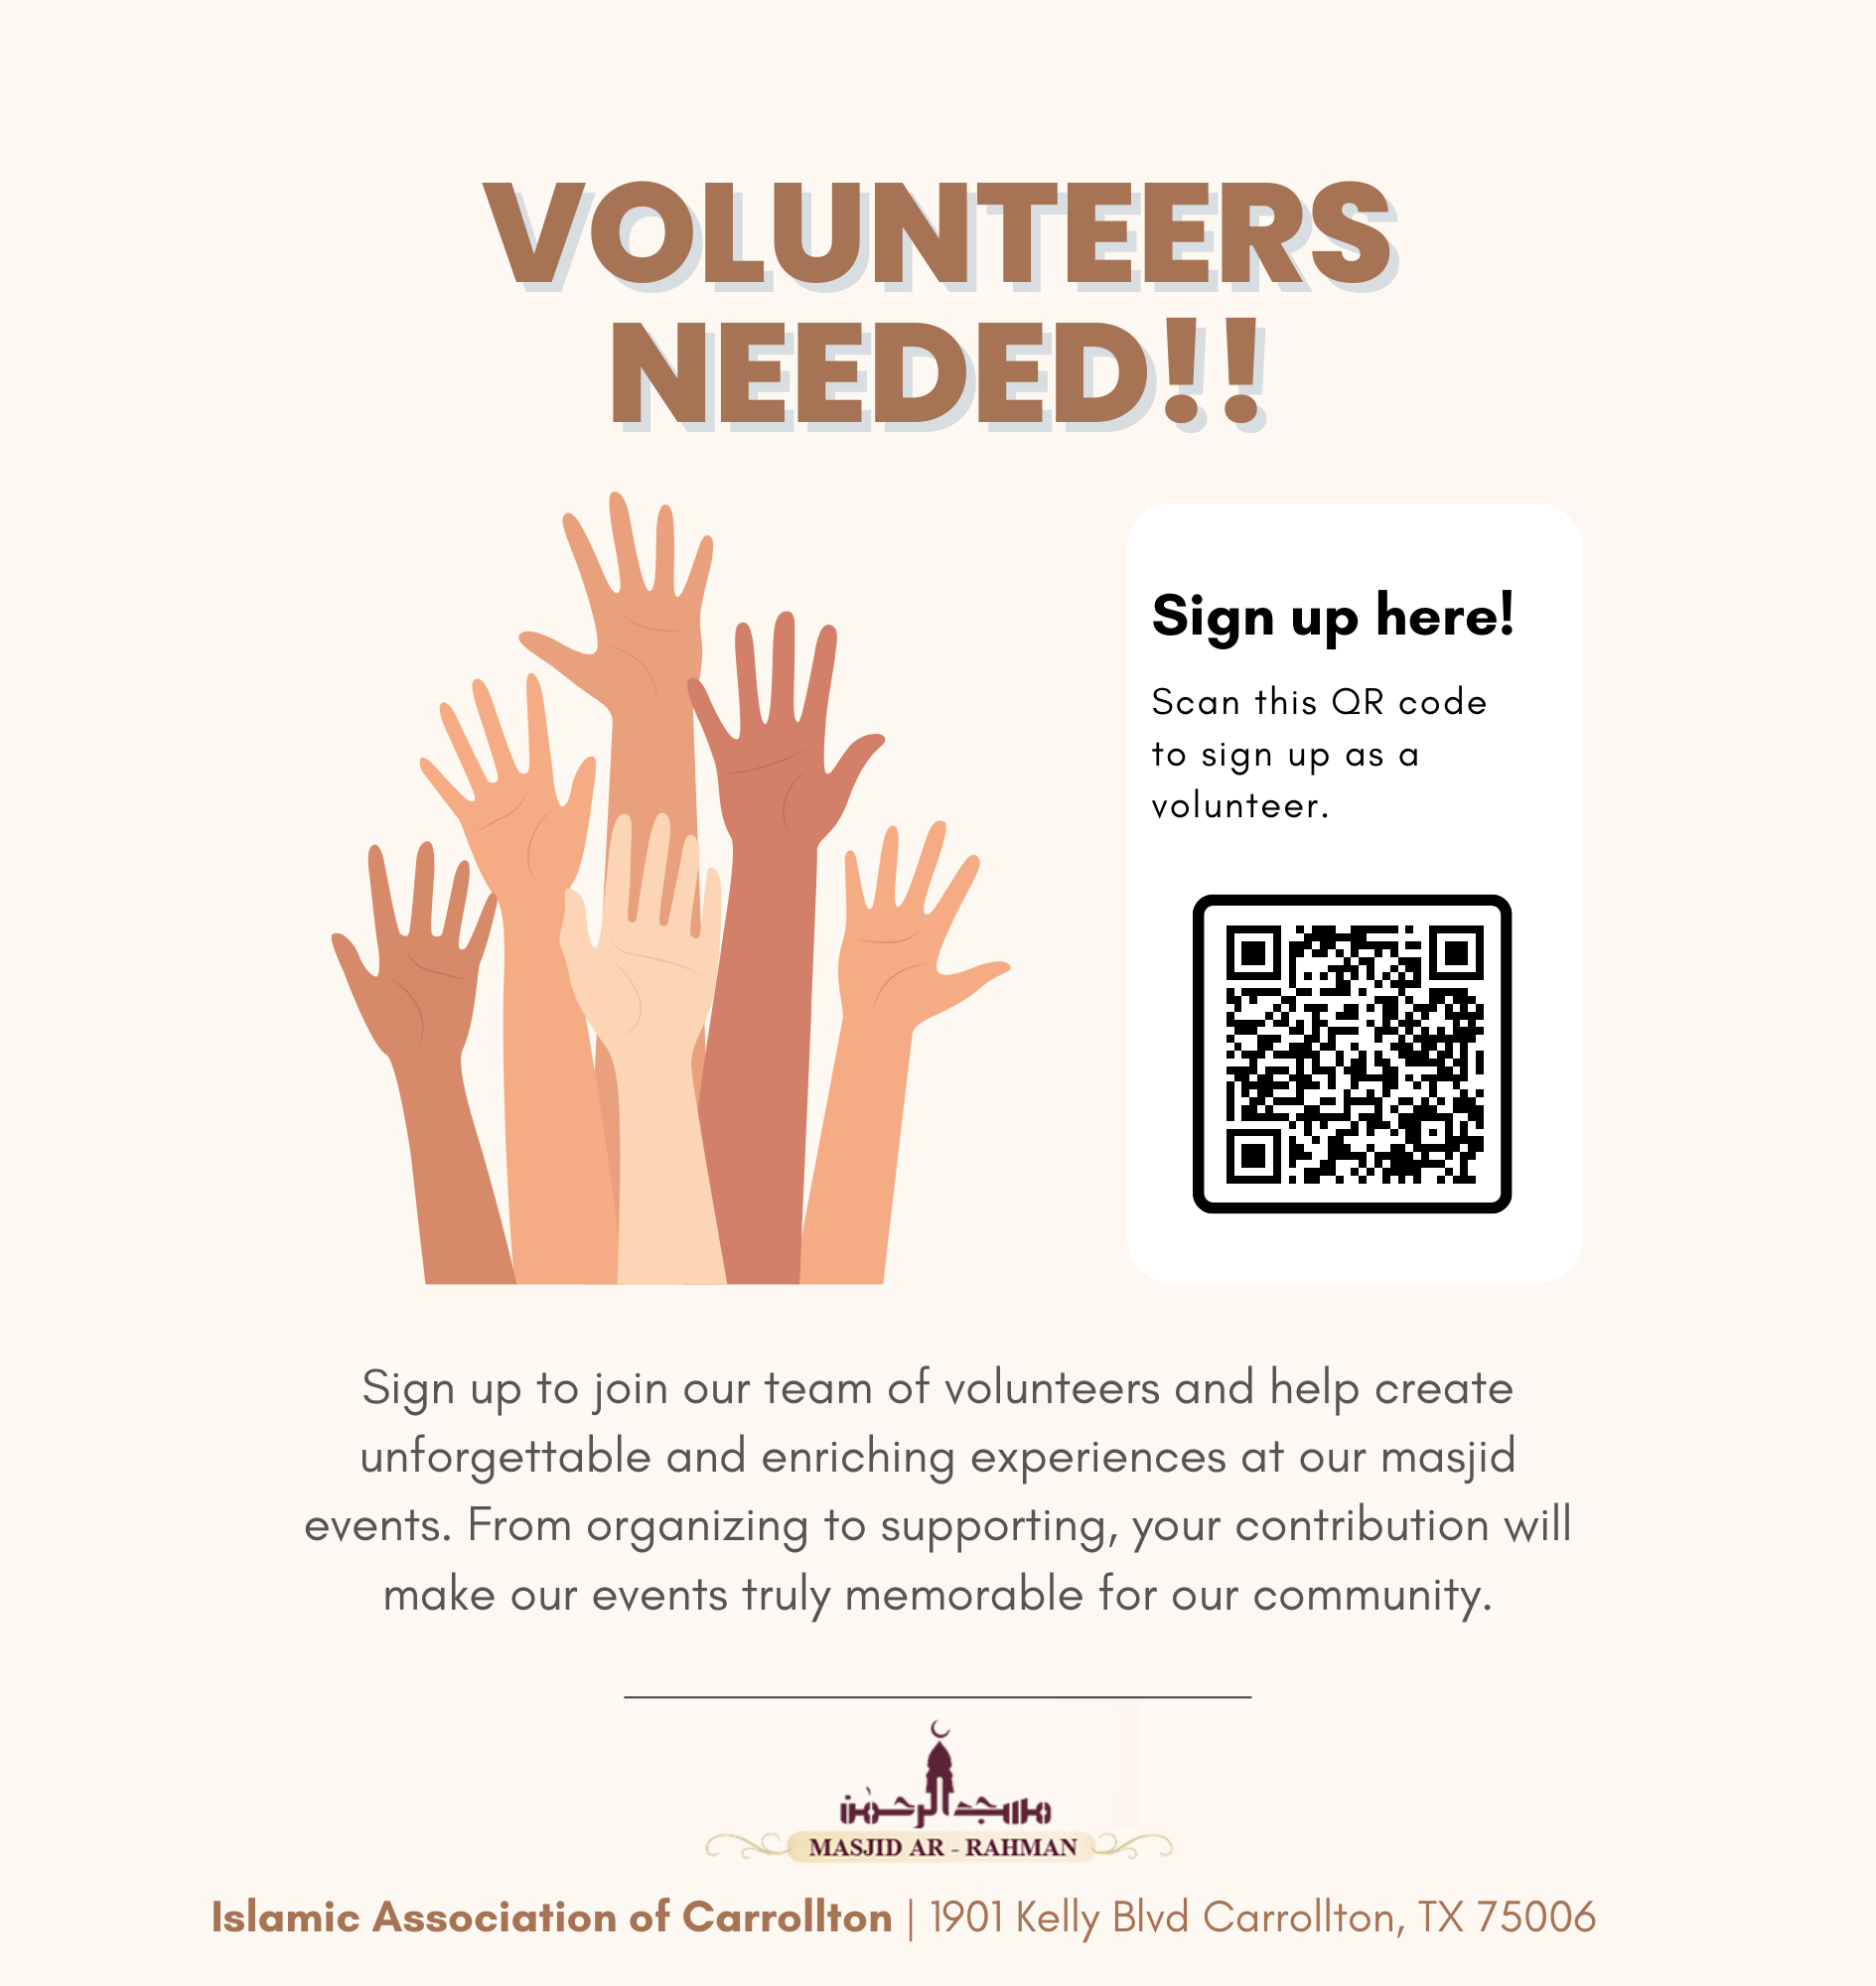 VOLUNTEERS
NEEDED!!
Sign up here!
Scan this QR code
to sign up as a
volunteer.
Sign up to join our team of volunteers and help create
unforgettable and enriching experiences at our masjid
events. From organizing to supporting, your contribution will
make our events truly memorable for our community.
مسجد الرحمٰن
MASJID AR - RAHMAN
Islamic Association of Carrollton | 1901 Kelly Blvd Carrollton, TX 75006